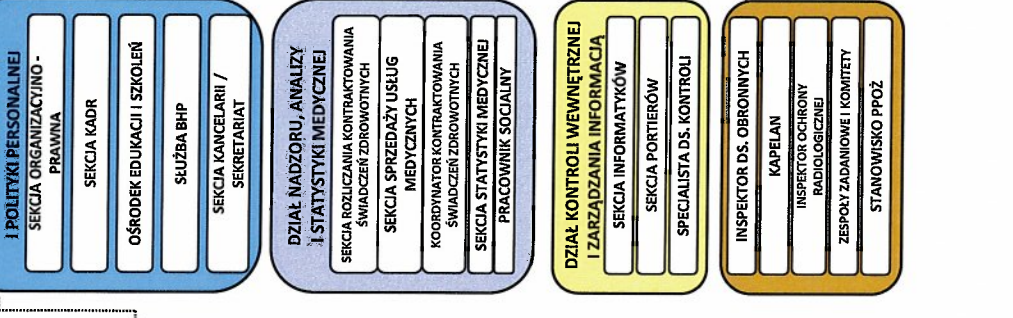 I POLITYKI PERSONALNEJ
SEKCJA ORGANIZACYJNO -
PRAWNA
SEKCJA KADR
OŚRODEK EDUKACJI I SZKOLEŃ
SŁUŻBA BHP
SEKCJA KANCELARII /
SEKRETARIAT
DZIAŁ NADZORU, ANALIZY
I STATYSTYKI MEDYCZNEJ
SEKCJA ROZLICZANIA KONTRAKTOWANIA
ŚWIADCZEŃ ZDROWOTNYCH
SEKCJA SPRZEDAŻY USŁUG
MEDYCZNYCH
KOORDYNATOR KONTRAKTOWANIA
ŚWIADCZEŃ ZDROWOTNYCH
SEKCJA STATYSTYKI MEDYCZNEJ
PRACOWNIK SOCJALNY
DZIAŁ KONTROLI WEWNĘTRZNEJ
I ZARZĄDZANIA INFORMACJĄ
SEKCJA INFORMATYKÓW
SEKCJA PORTIERÓW
SPECJALISTA DS. KONTROLI
INSPEKTOR DS. OBRONNYCH
KAPELAN
INSPEKTOR OCHRONY
RADIOLOGICZNEJ
ZESPOŁY ZADANIOWE I KOMITETY
STANOWISKO PPOŻ